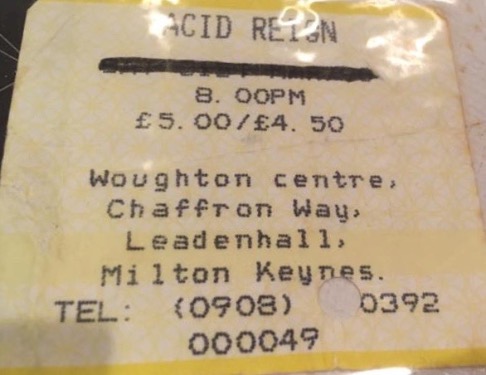 ACID REIGN
8. 00PM
£5.00/£4. 50
Woughton centre,
Chaffron Way,
Leadenhall,
Milton Keynes.
TEL: (0908) 0392
000049